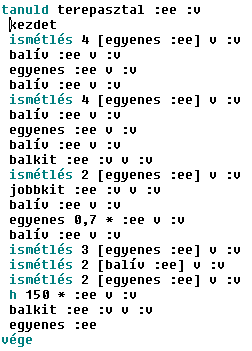 tanuld terepasztal :ee :v
kezdet
ismétlés 4 [egyenes :ee] v :v
balív :ee v :v
egyenes :ee v :v
balív :ee v :v
ismétlés 4 [egyenes :ee] v :v
balív :ee v :v
egyenes :ee v :v
balív :ee v :v
balkit :ee :v v :v
ismétlés 2 [egyenes :ee] v :v
jobbkit :ee :v v :v
balív :ee v :v
egyenes 0,7 * :ee v :v
balív :ee v :v
ismétlés 3 [egyenes :ee] v :v
ismétlés 2 [balív :ee] v :v
ismétlés 2 [egyenes :ee] v :v
h 150 * :ee v :v
balkit :ee :v v :v
egyenes :ee
vége